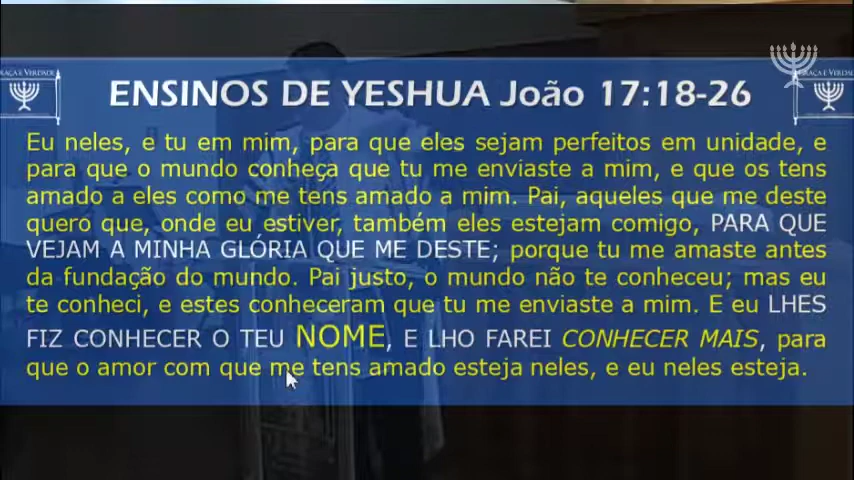 ENSINOS DE YESHUA João 17:18-26
Eu neles, e tu em mim, para que eles sejam perfeitos em unidade, e
para que o mundo conheça que tu me enviaste a mim, e que os tens
amado a eles como me tens amado a mim. Pai, aqueles que me deste
quero que, onde eu estiver, também eles estejam comigo, PARA QUE
VEJAM A MINHA GLÓRIA QUE ME DESTE; porque tu me amaste antes
da fundação do mundo. Pai justo, o mundo não te conheceu; mas eu
te conheci, e estes conheceram que tu me enviaste a mim. E eu LHES
FIZ CONHECER O TEU NOME, E LHO FAREI CONHECER MAIS, para
que o amor com que me tens amado esteja neles, e eu neles esteja.